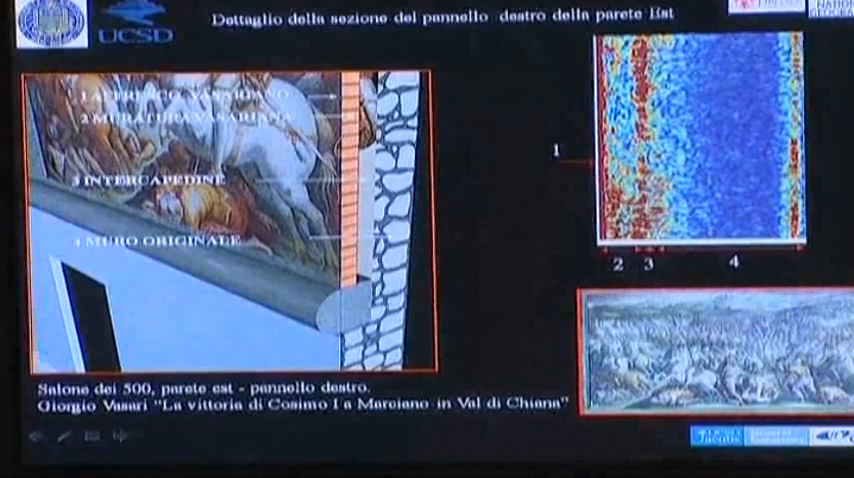 UCSD
Dettaglio della sezione del pannello destro della parete Est
1 AFFRESCO VASARIANO
2 MURATURA VASARIANA
3 INTERCAPEDINE
4 MURO ORIGINALE
1
2 3 4
Salone dei 500, parete est - pannello destro.
Giorgio Vasari "La vittoria di Cosimo I a Marciano in Val di Chiana"
Jacobs